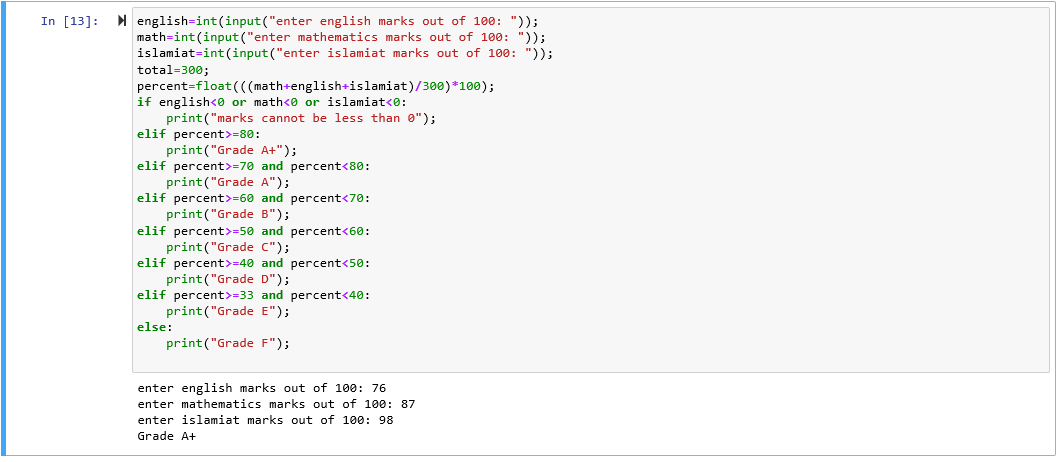 In [13]:
english=int(input("enter english marks out of 100: "));
math=int(input("enter mathematics marks out of 100: "));
islamiat=int(input("enter islamiat marks out of 100: "));
total=300;
percent=float(((math+english+islamiat)/300)*100);
if english<0 or math<0 or islamiat<0:
    print("marks cannot be less than 0");
elif percent>=80:
    print("Grade A+");
elif percent>=70 and percent<80:
    print("Grade A");
elif percent>=60 and percent<70:
    print("Grade B");
elif percent>=50 and percent<60:
    print("Grade C");
elif percent>=40 and percent<50:
    print("Grade D");
elif percent>=33 and percent<40:
    print("Grade E");
else:
    print("Grade F");
enter english marks out of 100: 76
enter mathematics marks out of 100: 87
enter islamiat marks out of 100: 98
Grade A+